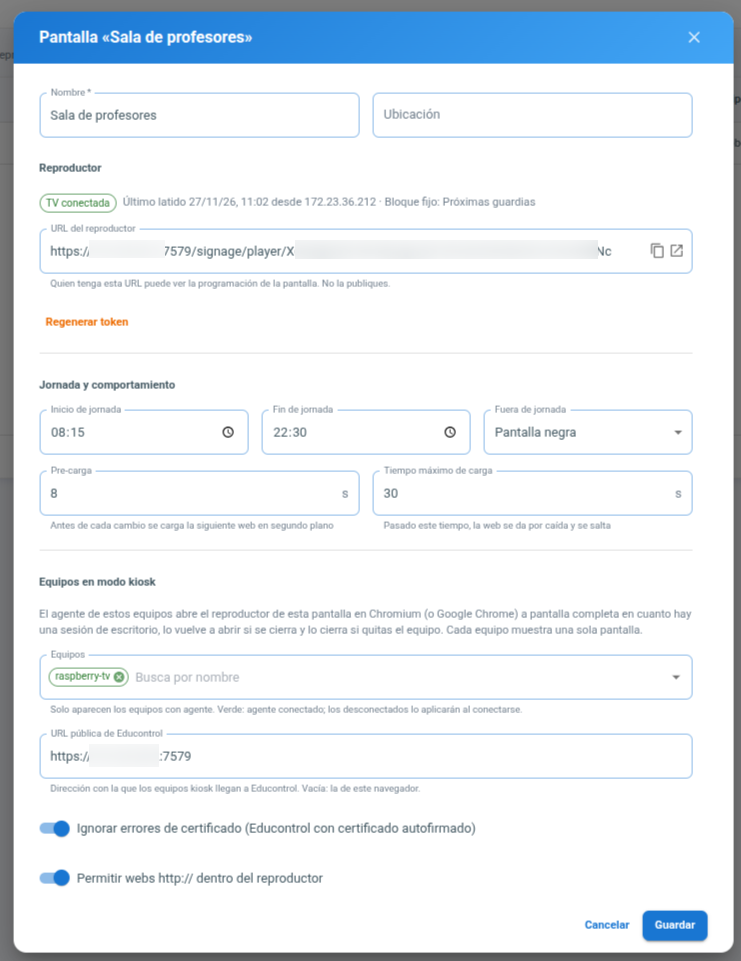 Pantalla «Sala de profesores»
Nombre *
Sala de profesores
Ubicación
Reproductor
TV conectada Último latido 27/11/26, 11:02 desde 172.23.36.212 · Bloque fijo: Próximas guardias
URL del reproductor
https:// 7579/signage/player/X Nc
Quien tenga esta URL puede ver la programación de la pantalla. No la publiques.
Regenerar token
Jornada y comportamiento
Inicio de jornada
08:15
Fin de jornada
22:30
Fuera de jornada
Pantalla negra
Pre-carga
8 s
Antes de cada cambio se carga la siguiente web en segundo plano
Tiempo máximo de carga
30 s
Pasado este tiempo, la web se da por caída y se salta
Equipos en modo kiosk
El agente de estos equipos abre el reproductor de esta pantalla en Chromium (o Google Chrome) a pantalla completa en cuanto hay
una sesión de escritorio, lo vuelve a abrir si se cierra y lo cierra si quitas el equipo. Cada equipo muestra una sola pantalla.
Equipos
raspberry-tv Busca por nombre
Solo aparecen los equipos con agente. Verde: agente conectado; los desconectados lo aplicarán al conectarse.
URL pública de Educontrol
https:// :7579
Dirección con la que los equipos kiosk llegan a Educontrol. Vacía: la de este navegador.
Ignorar errores de certificado (Educontrol con certificado autofirmado)
Permitir webs http:// dentro del reproductor
Cancelar
Guardar